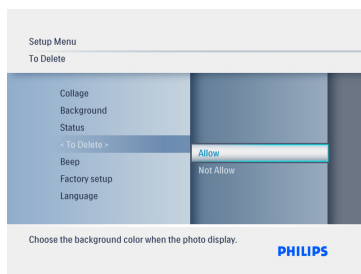 Setup Menu
To Delete
Collage
Background
Status
< To Delete >
Beep
Factory setup
Language
Allow
Not Allow
Choose the background color when the photo display.
PHILIPS